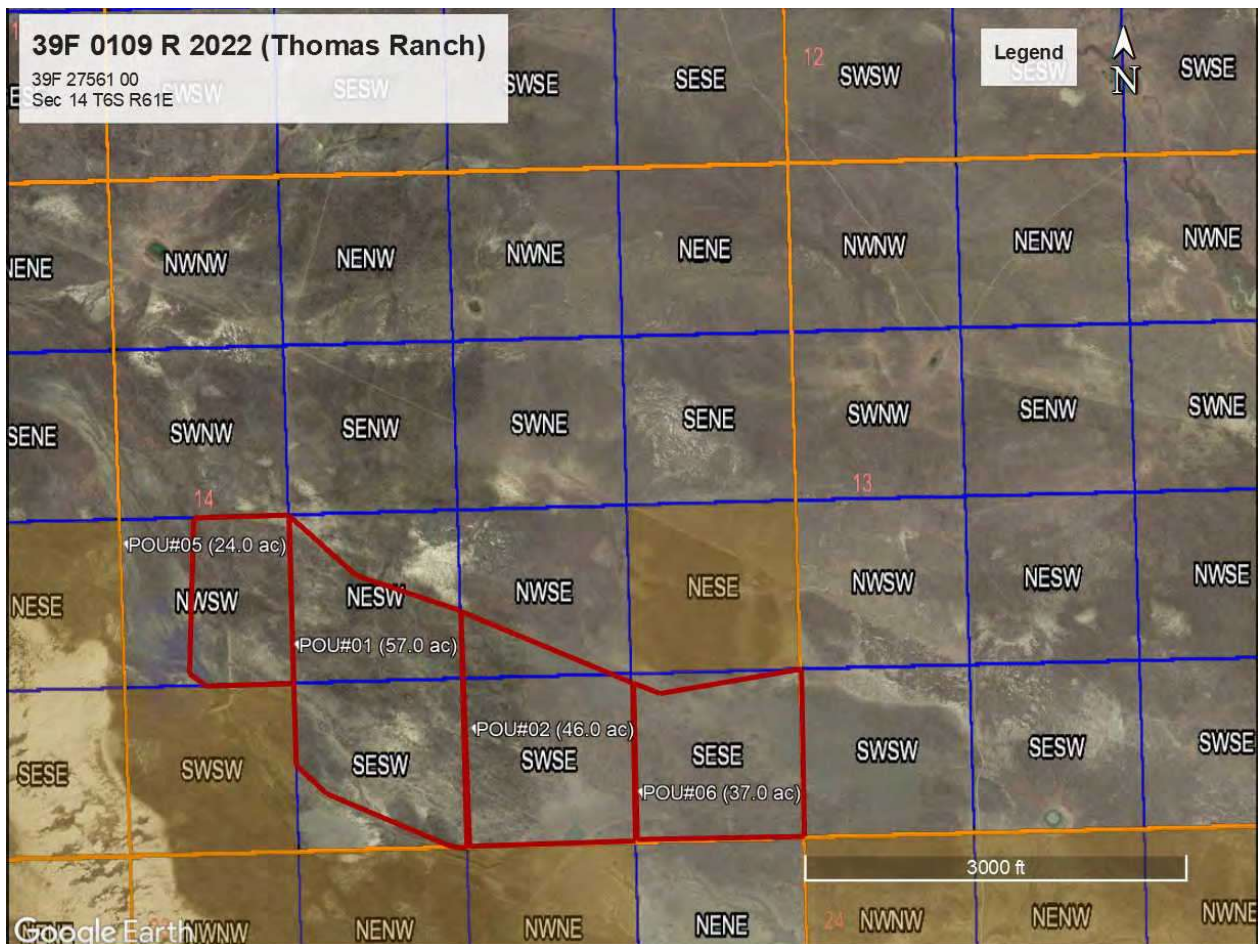 39F 0109 R 2022 (Thomas Ranch)
39F 27561 00
Sec 14 T6S R61E
Legend
N
12
SWSW SESW SWSE SESE SWSW SESW SWSE
NENE NWNW NENW NWNE NENE NWNW NENW NWNE
SENE SWNW SENW SWNE SENE SWNW SENW SWNE
14 13
POU#05 (24.0 ac)
NESE NWSW NESW NWSE NESE NWSW NESW NWSE
POU#01 (57.0 ac)
POU#02 (46.0 ac)
SESE SWSW SESW SWSE SESE SWSW SESW SWSE
POU#06 (37.0 ac)
3000 ft
NWNW NENW NWNE NENE 24 NWNW NENW NWNE
Google Earth